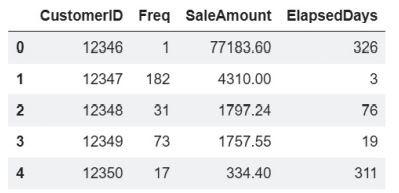 CustomerID Freq SaleAmount ElapsedDays
0 12346 1 77183.60 326
1 12347 182 4310.00 3
2 12348 31 1797.24 76
3 12349 73 1757.55 19
4 12350 17 334.40 311